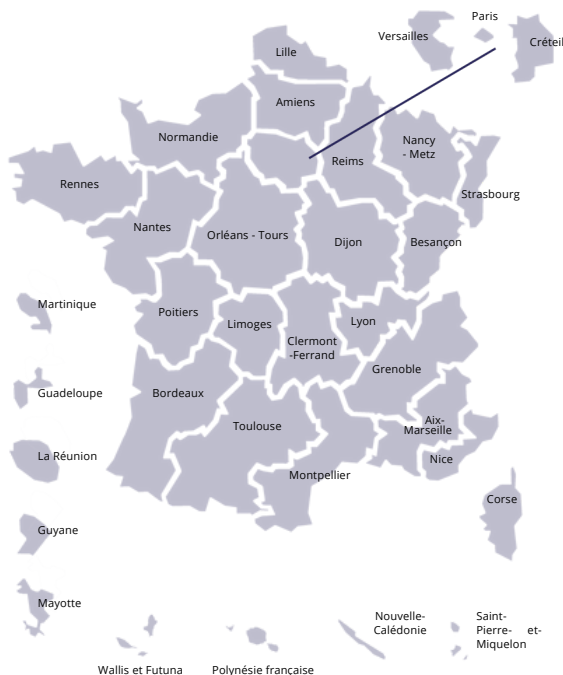 Paris
Versailles
Créteil
Lille
Amiens
Normandie
Nancy
- Metz
Reims
Rennes
Strasbourg
Nantes
Orléans - Tours
Dijon
Besançon
Martinique
Poitiers
Limoges
Lyon
Clermont
-Ferrand
Grenoble
Guadeloupe
Bordeaux
Toulouse
Aix-
Marseille
La Réunion
Nice
Montpellier
Corse
Guyane
Mayotte
Nouvelle-
Calédonie
Saint-
Pierre- et-
Miquelon
Wallis et Futuna
Polynésie française